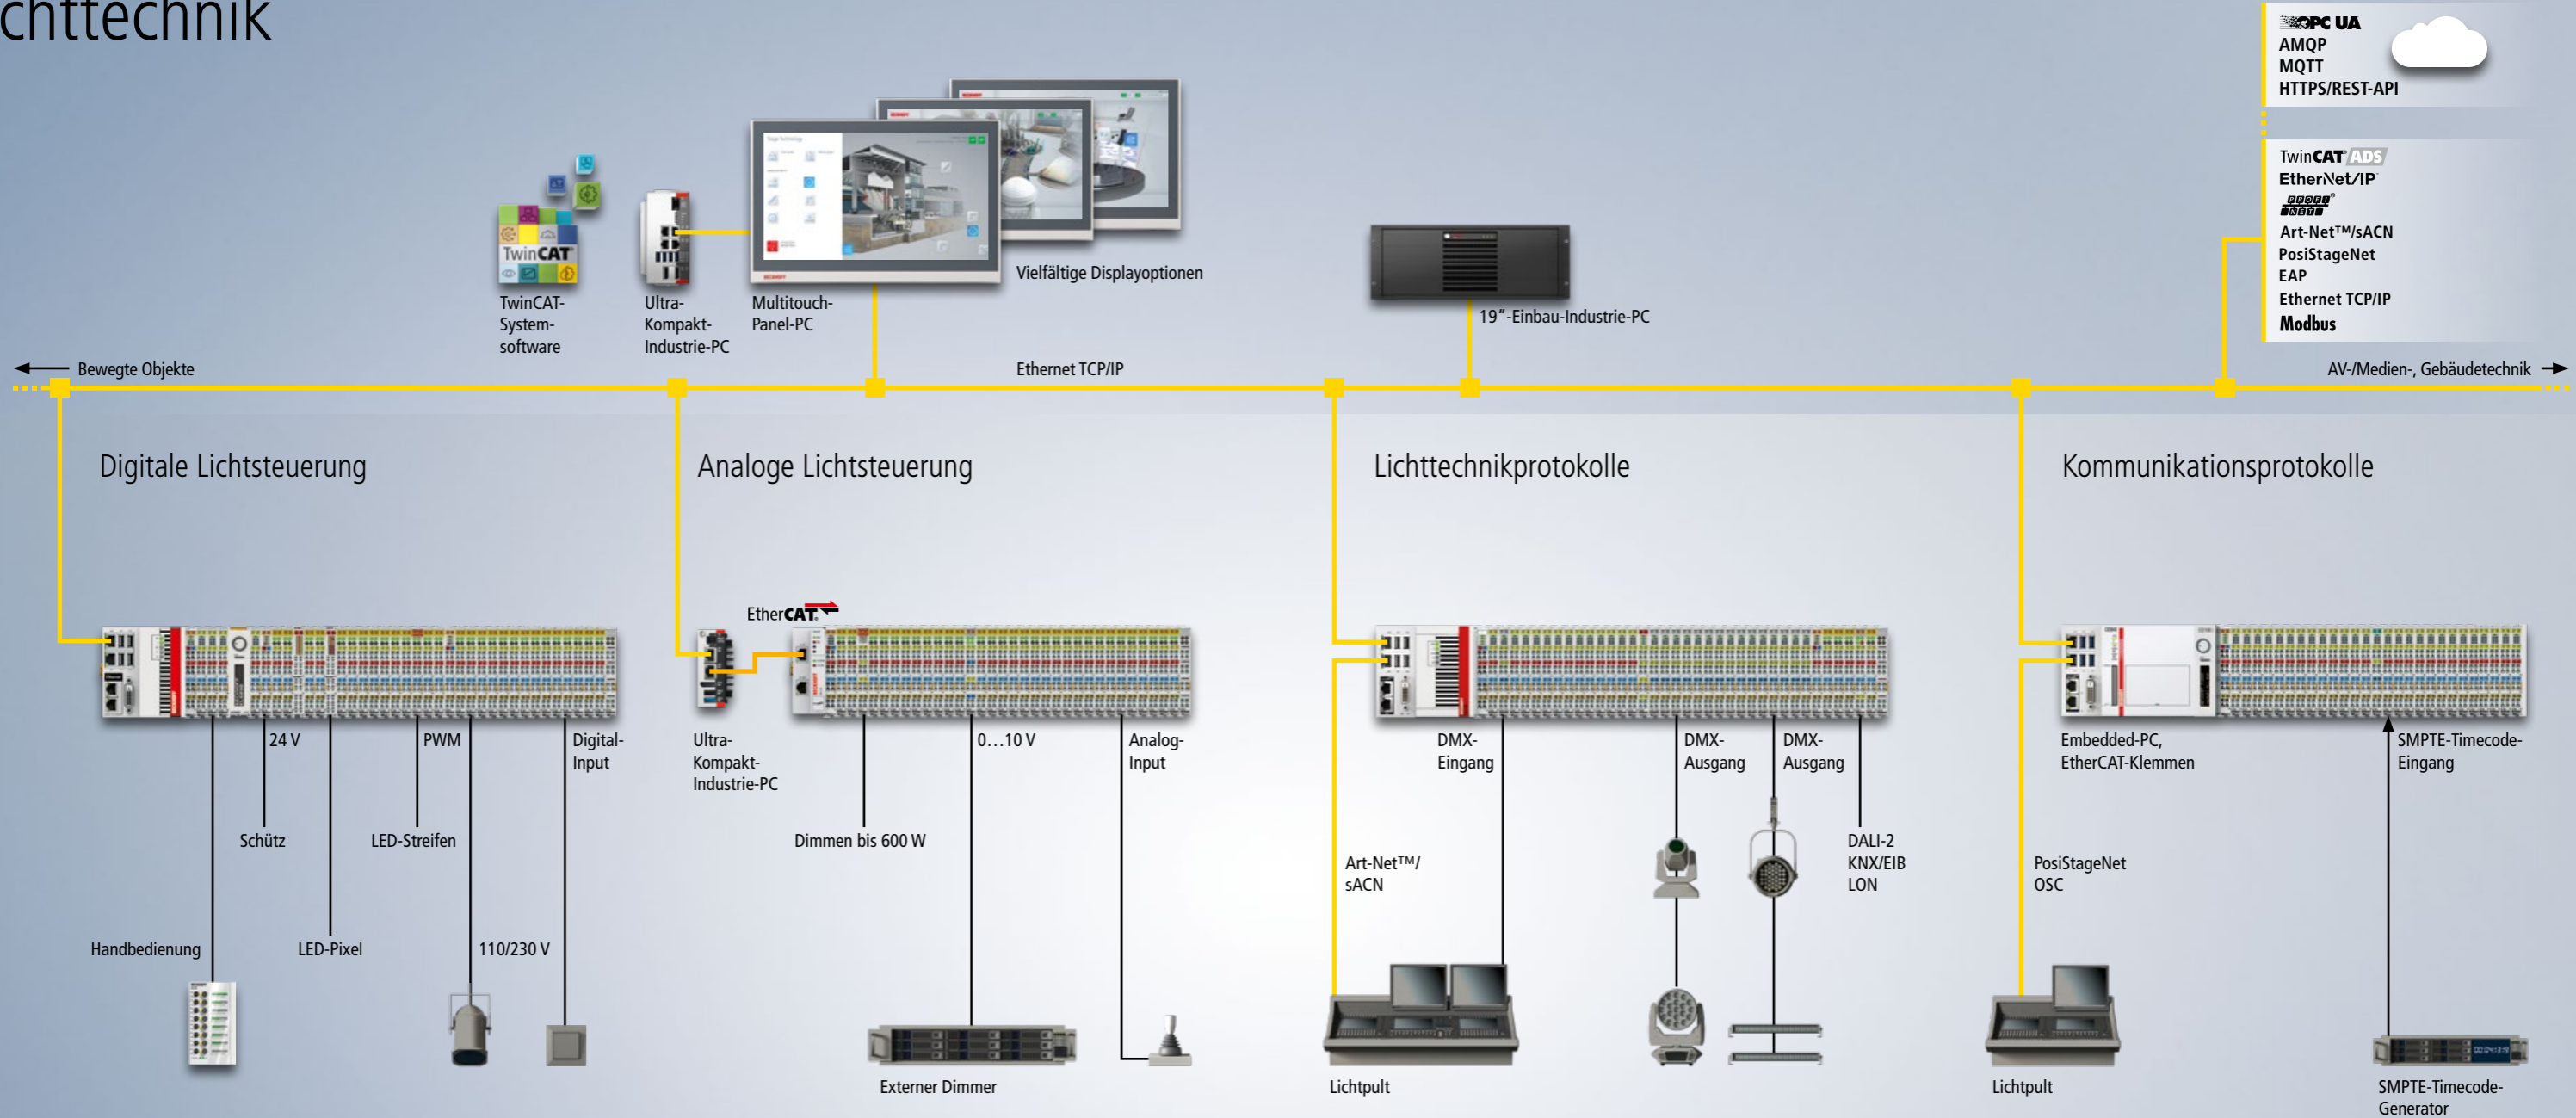 chttechnik
OPC UA
AMQP
MQTT
HTTPS/REST-API
TwinCAT ADS
EtherNet/IP
PROFI
NET
Art-Net™/sACN
PosiStageNet
EAP
Ethernet TCP/IP
Modbus
TwinCAT
TwinCAT-
System-
software
Ultra-
Kompakt-
Industrie-PC
Multitouch-
Panel-PC
Vielfältige Displayoptionen
19“-Einbau-Industrie-PC
Bewegte Objekte
Ethernet TCP/IP
AV-/Medien-, Gebäudetechnik
Digitale Lichtsteuerung
Analoge Lichtsteuerung
Lichttechnikprotokolle
Kommunikationsprotokolle
EtherCAT
24 V
PWM
Digital-
Input
Schütz
LED-Streifen
Handbedienung
LED-Pixel
110/230 V
Ultra-
Kompakt-
Industrie-PC
0…10 V
Analog-
Input
Dimmen bis 600 W
Externer Dimmer
DMX-
Eingang
DMX-
Ausgang
DMX-
Ausgang
Art-Net™/
sACN
DALI-2
KNX/EIB
LON
Lichtpult
Embedded-PC,
EtherCAT-Klemmen
SMPTE-Timecode-
Eingang
PosiStageNet
OSC
Lichtpult
SMPTE-Timecode-
Generator